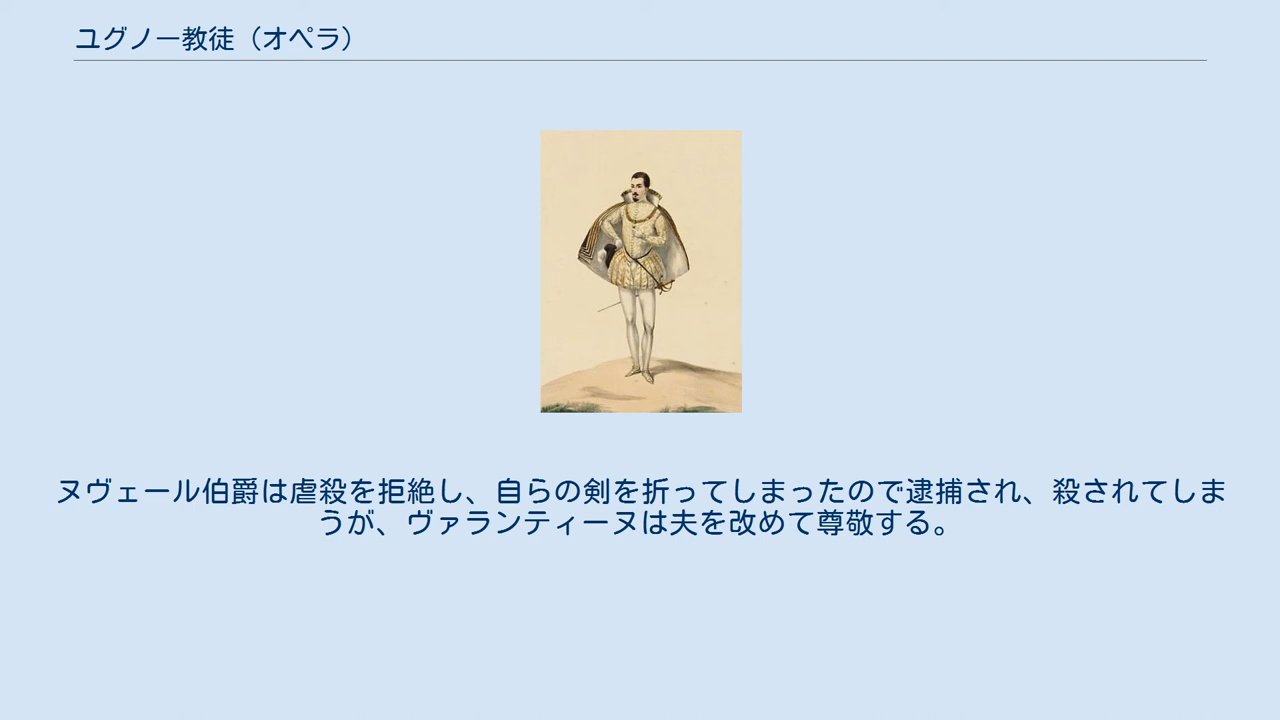 ユグノー教徒（オペラ）
ヌヴェール伯爵は虐殺を拒絶し、自らの剣を折ってしまったので逮捕され、殺されてしま
うが、ヴァランティーヌは夫を改めて尊敬する。